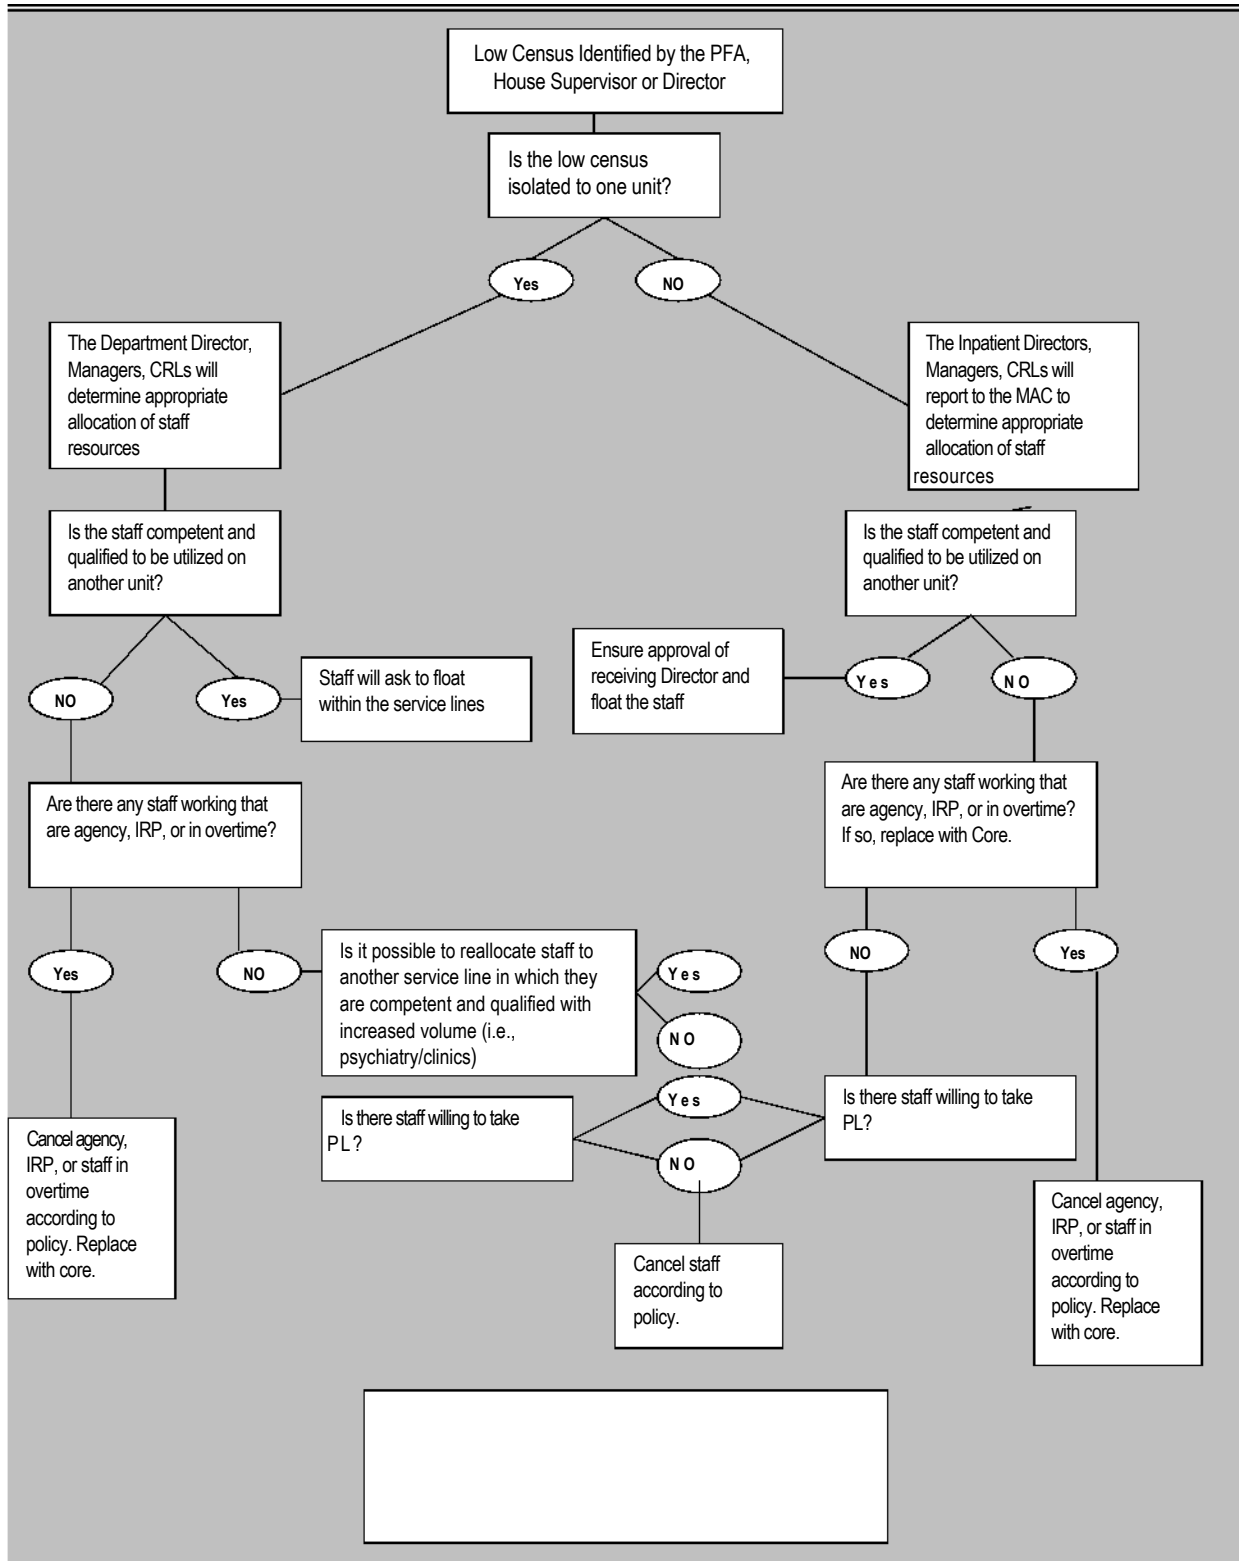 Low Census Identified by the PFA,
House Supervisor or Director
Is the low census
isolated to one unit?
Yes
NO
The Department Director,
Managers, CRLs will
determine appropriate
allocation of staff
resources
The Inpatient Directors,
Managers, CRLs will
report to the MAC to
determine appropriate
allocation of staff
resources
Is the staff competent and
qualified to be utilized on
another unit?
Is the staff competent and
qualified to be utilized on
another unit?
NO
Yes
Staff will ask to float
within the service lines
Ensure approval of
receiving Director and
float the staff
Yes
NO
Are there any staff working that
are agency, IRP, or in overtime?
Are there any staff working that
are agency, IRP, or in overtime?
If so, replace with Core.
Yes
NO
Is it possible to reallocate staff to
another service line in which they
are competent and qualified with
increased volume (i.e.,
psychiatry/clinics)
Yes
NO
NO
Yes
Is there staff willing to take
PL?
Yes
NO
Is there staff willing to take
PL?
Cancel agency,
IRP, or staff in
overtime
according to
policy. Replace
with core.
Cancel staff
according to
policy.
Cancel agency,
IRP, or staff in
overtime
according to
policy. Replace
with core.